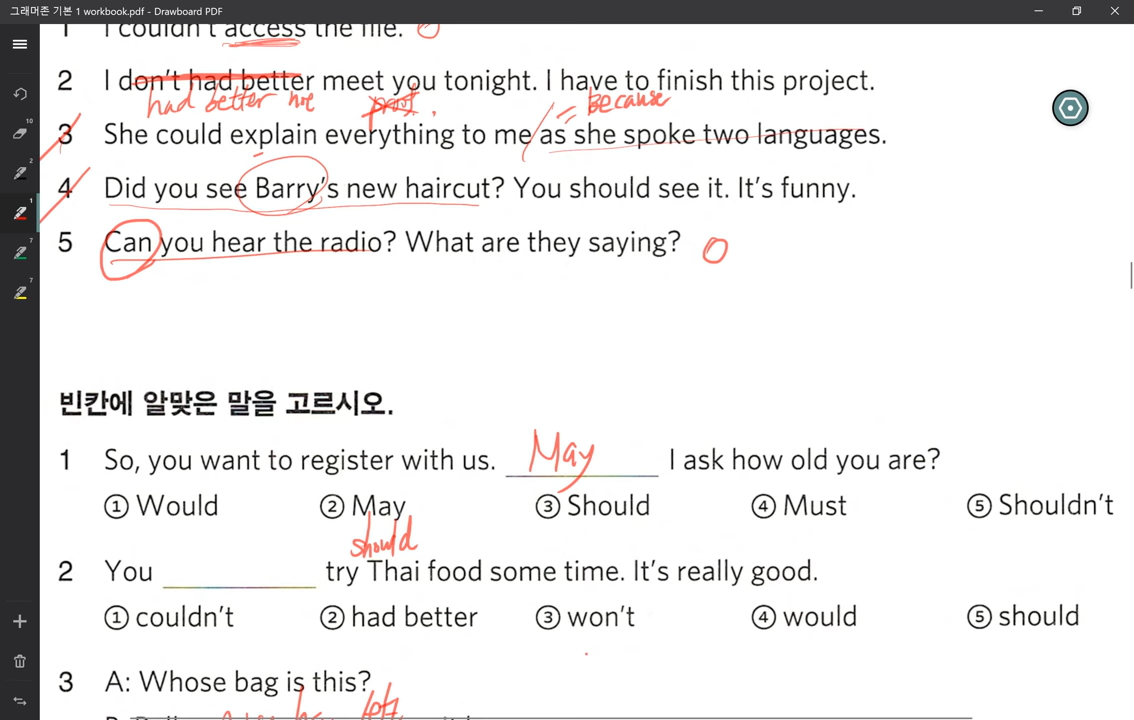 그래머존 기본 1 workbook.pdf - Drawboard PDF
1 I couldn't access the file.
2 I don't had better meet you tonight. I have to finish this project.
had better not = because
3 She could explain everything to me as she spoke two languages.
4 Did you see Barry's new haircut? You should see it. It's funny.
5 Can you hear the radio? What are they saying?
빈칸에 알맞은 말을 고르시오.
1 So, you want to register with us. May I ask how old you are?
① Would ② May ③ Should ④ Must ⑤ Shouldn't
should
2 You ________ try Thai food some time. It's really good.
① couldn't ② had better ③ won't ④ would ⑤ should
3 A: Whose bag is this?